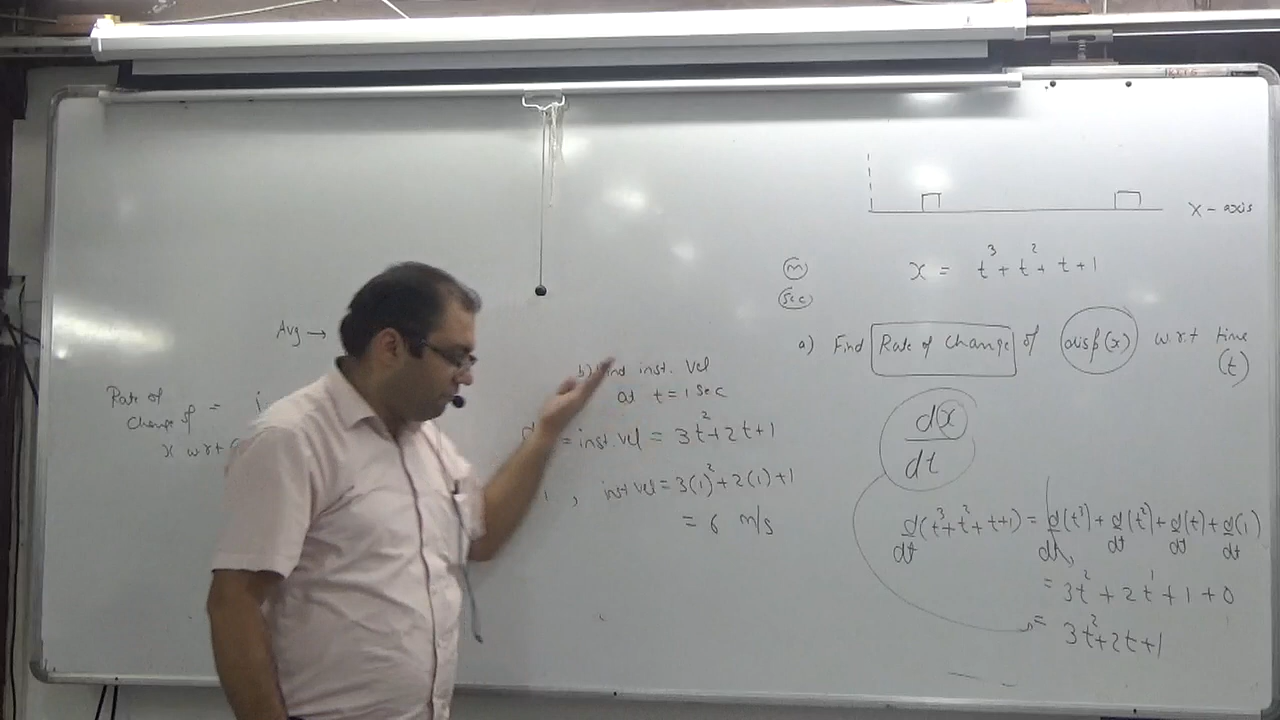 X - axis
x = t³ + t² + t + 1
(m)
(Sec)
a) Find Rate of Change of disp(x) w.r.t time
(t)
dx
dt
d(t³+t²+t+1) = d(t³) + d(t²) + d(t) + d(1)
dt dt dt dt dt
= 3t² + 2t¹ + 1 + 0
= 3t²+2t+1
Avg →
Rate of
Change of =
x w.r.t
b) Find inst. Vel
at t = 1 Sec
= inst. vel = 3t²+2t+1
1 , inst vel = 3(1)²+2(1)+1
= 6 m/s